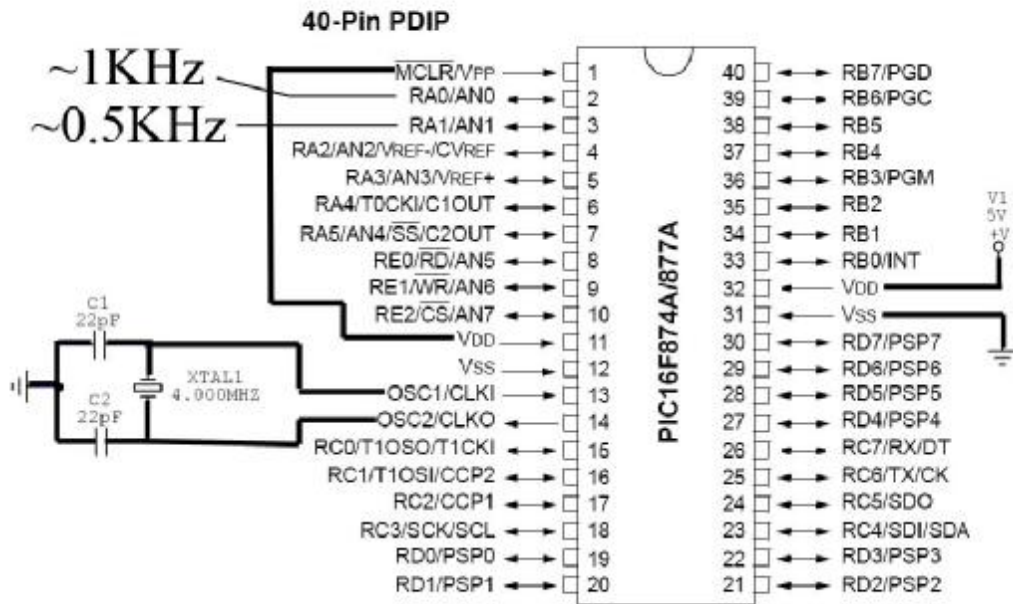 40-Pin PDIP
~1KHz
~0.5KHz
MCLR/VPP
RA0/AN0
RA1/AN1
RA2/AN2/VREF-/CVREF
RA3/AN3/VREF+
RA4/T0CKI/C1OUT
RA5/AN4/SS/C2OUT
RE0/RD/AN5
RE1/WR/AN6
RE2/CS/AN7
VDD
VSS
OSC1/CLKI
OSC2/CLKO
RC0/T1OSO/T1CKI
RC1/T1OSI/CCP2
RC2/CCP1
RC3/SCK/SCL
RD0/PSP0
RD1/PSP1
1
2
3
4
5
6
7
8
9
10
11
12
13
14
15
16
17
18
19
20
PIC16F874A/877A
40
39
38
37
36
35
34
33
32
31
30
29
28
27
26
25
24
23
22
21
RB7/PGD
RB6/PGC
RB5
RB4
RB3/PGM
RB2
RB1
RB0/INT
VDD
VSS
RD7/PSP7
RD6/PSP6
RD5/PSP5
RD4/PSP4
RC7/RX/DT
RC6/TX/CK
RC5/SDO
RC4/SDI/SDA
RD3/PSP3
RD2/PSP2
V1
5V
+V
C1
22pF
XTAL1
4.000MHZ
C2
22pF